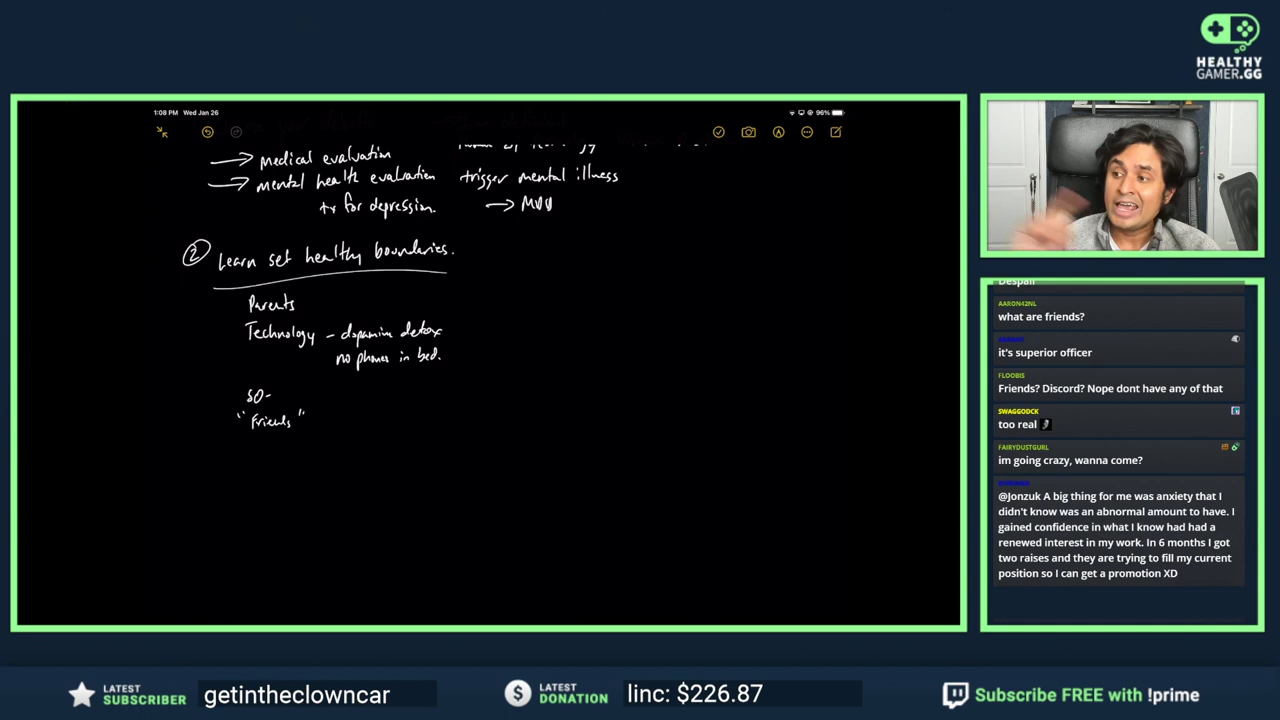 HEALTHY
GAMER.GG
1:08 PM Wed Jan 26
96%
→ medical evaluation
→ mental health evaluation
tx for depression.
trigger mental illness
→ MDD
② Learn set healthy boundaries.
Parents
Technology - dopamine detox
no phones in bed.
SO-
"Friends"
Despair
AARON42NL
what are friends?
it's superior officer
FLOOBIS
Friends? Discord? Nope dont have any of that
SWAGGODCK
too real
FAIRYDUSTGURL
im going crazy, wanna come?
@Jonzuk A big thing for me was anxiety that I
didn't know was an abnormal amount to have. I
gained confidence in what I know had had a
renewed interest in my work. In 6 months I got
two raises and they are trying to fill my current
position so I can get a promotion XD
LATEST
SUBSCRIBER
getintheclowncar
$
LATEST
DONATION
linc: $226.87
Subscribe FREE with !prime